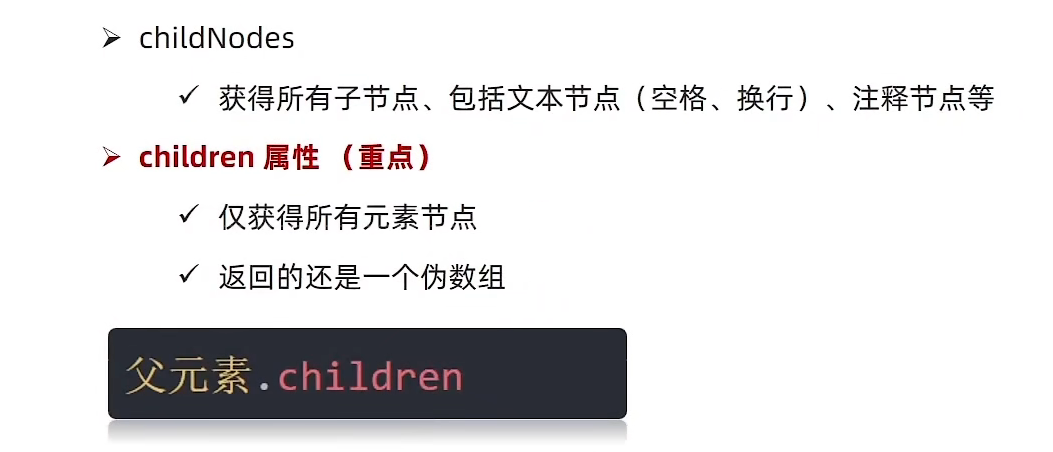 ➢ childNodes
✓ 获得所有子节点、包括文本节点（空格、换行）、注释节点等
➢ children 属性 （重点）
✓ 仅获得所有元素节点
✓ 返回的还是一个伪数组
父元素.children